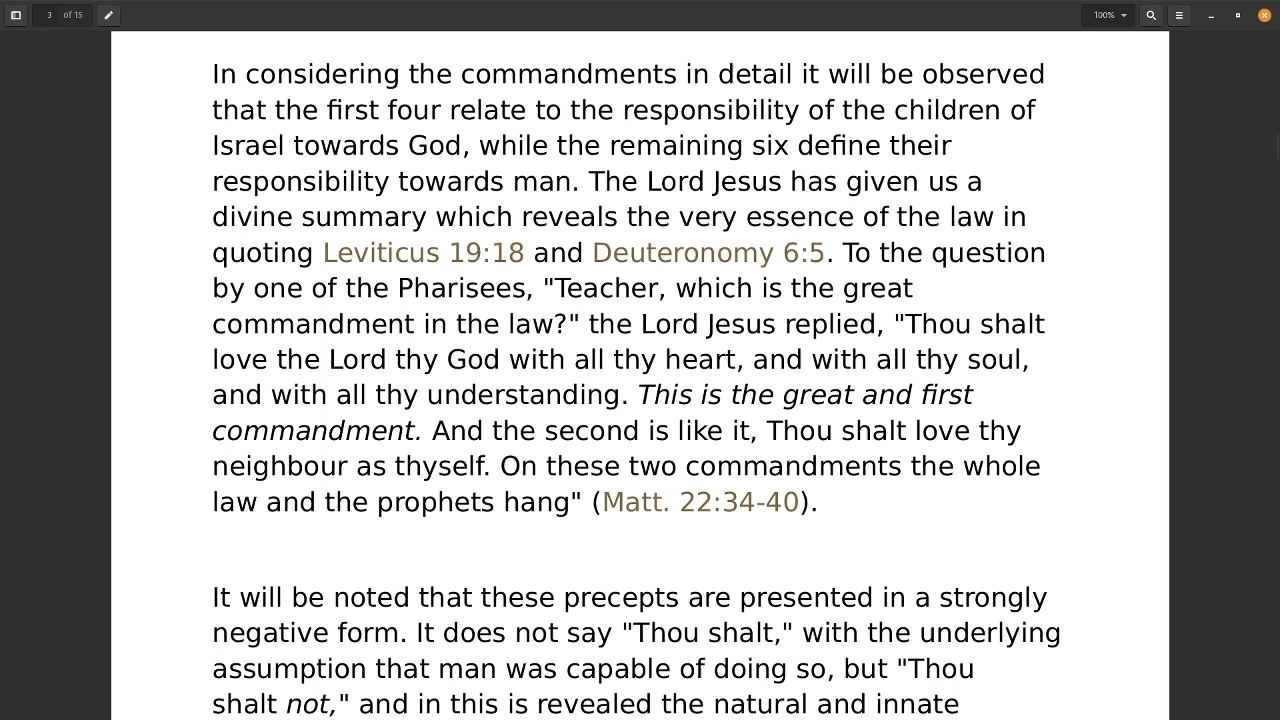 3 of 15
100%
In considering the commandments in detail it will be observed
that the first four relate to the responsibility of the children of
Israel towards God, while the remaining six define their
responsibility towards man. The Lord Jesus has given us a
divine summary which reveals the very essence of the law in
quoting Leviticus 19:18 and Deuteronomy 6:5. To the question
by one of the Pharisees, "Teacher, which is the great
commandment in the law?" the Lord Jesus replied, "Thou shalt
love the Lord thy God with all thy heart, and with all thy soul,
and with all thy understanding. This is the great and first
commandment. And the second is like it, Thou shalt love thy
neighbour as thyself. On these two commandments the whole
law and the prophets hang" (Matt. 22:34-40).
It will be noted that these precepts are presented in a strongly
negative form. It does not say "Thou shalt," with the underlying
assumption that man was capable of doing so, but "Thou
shalt not," and in this is revealed the natural and innate